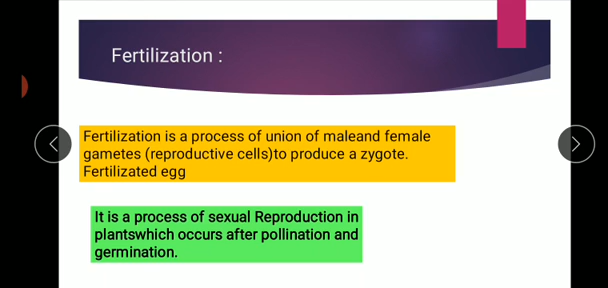 Fertilization :
Fertilization is a process of union of maleand female
gametes (reproductive cells)to produce a zygote.
Fertilizated egg
It is a process of sexual Reproduction in
plantswhich occurs after pollination and
germination.